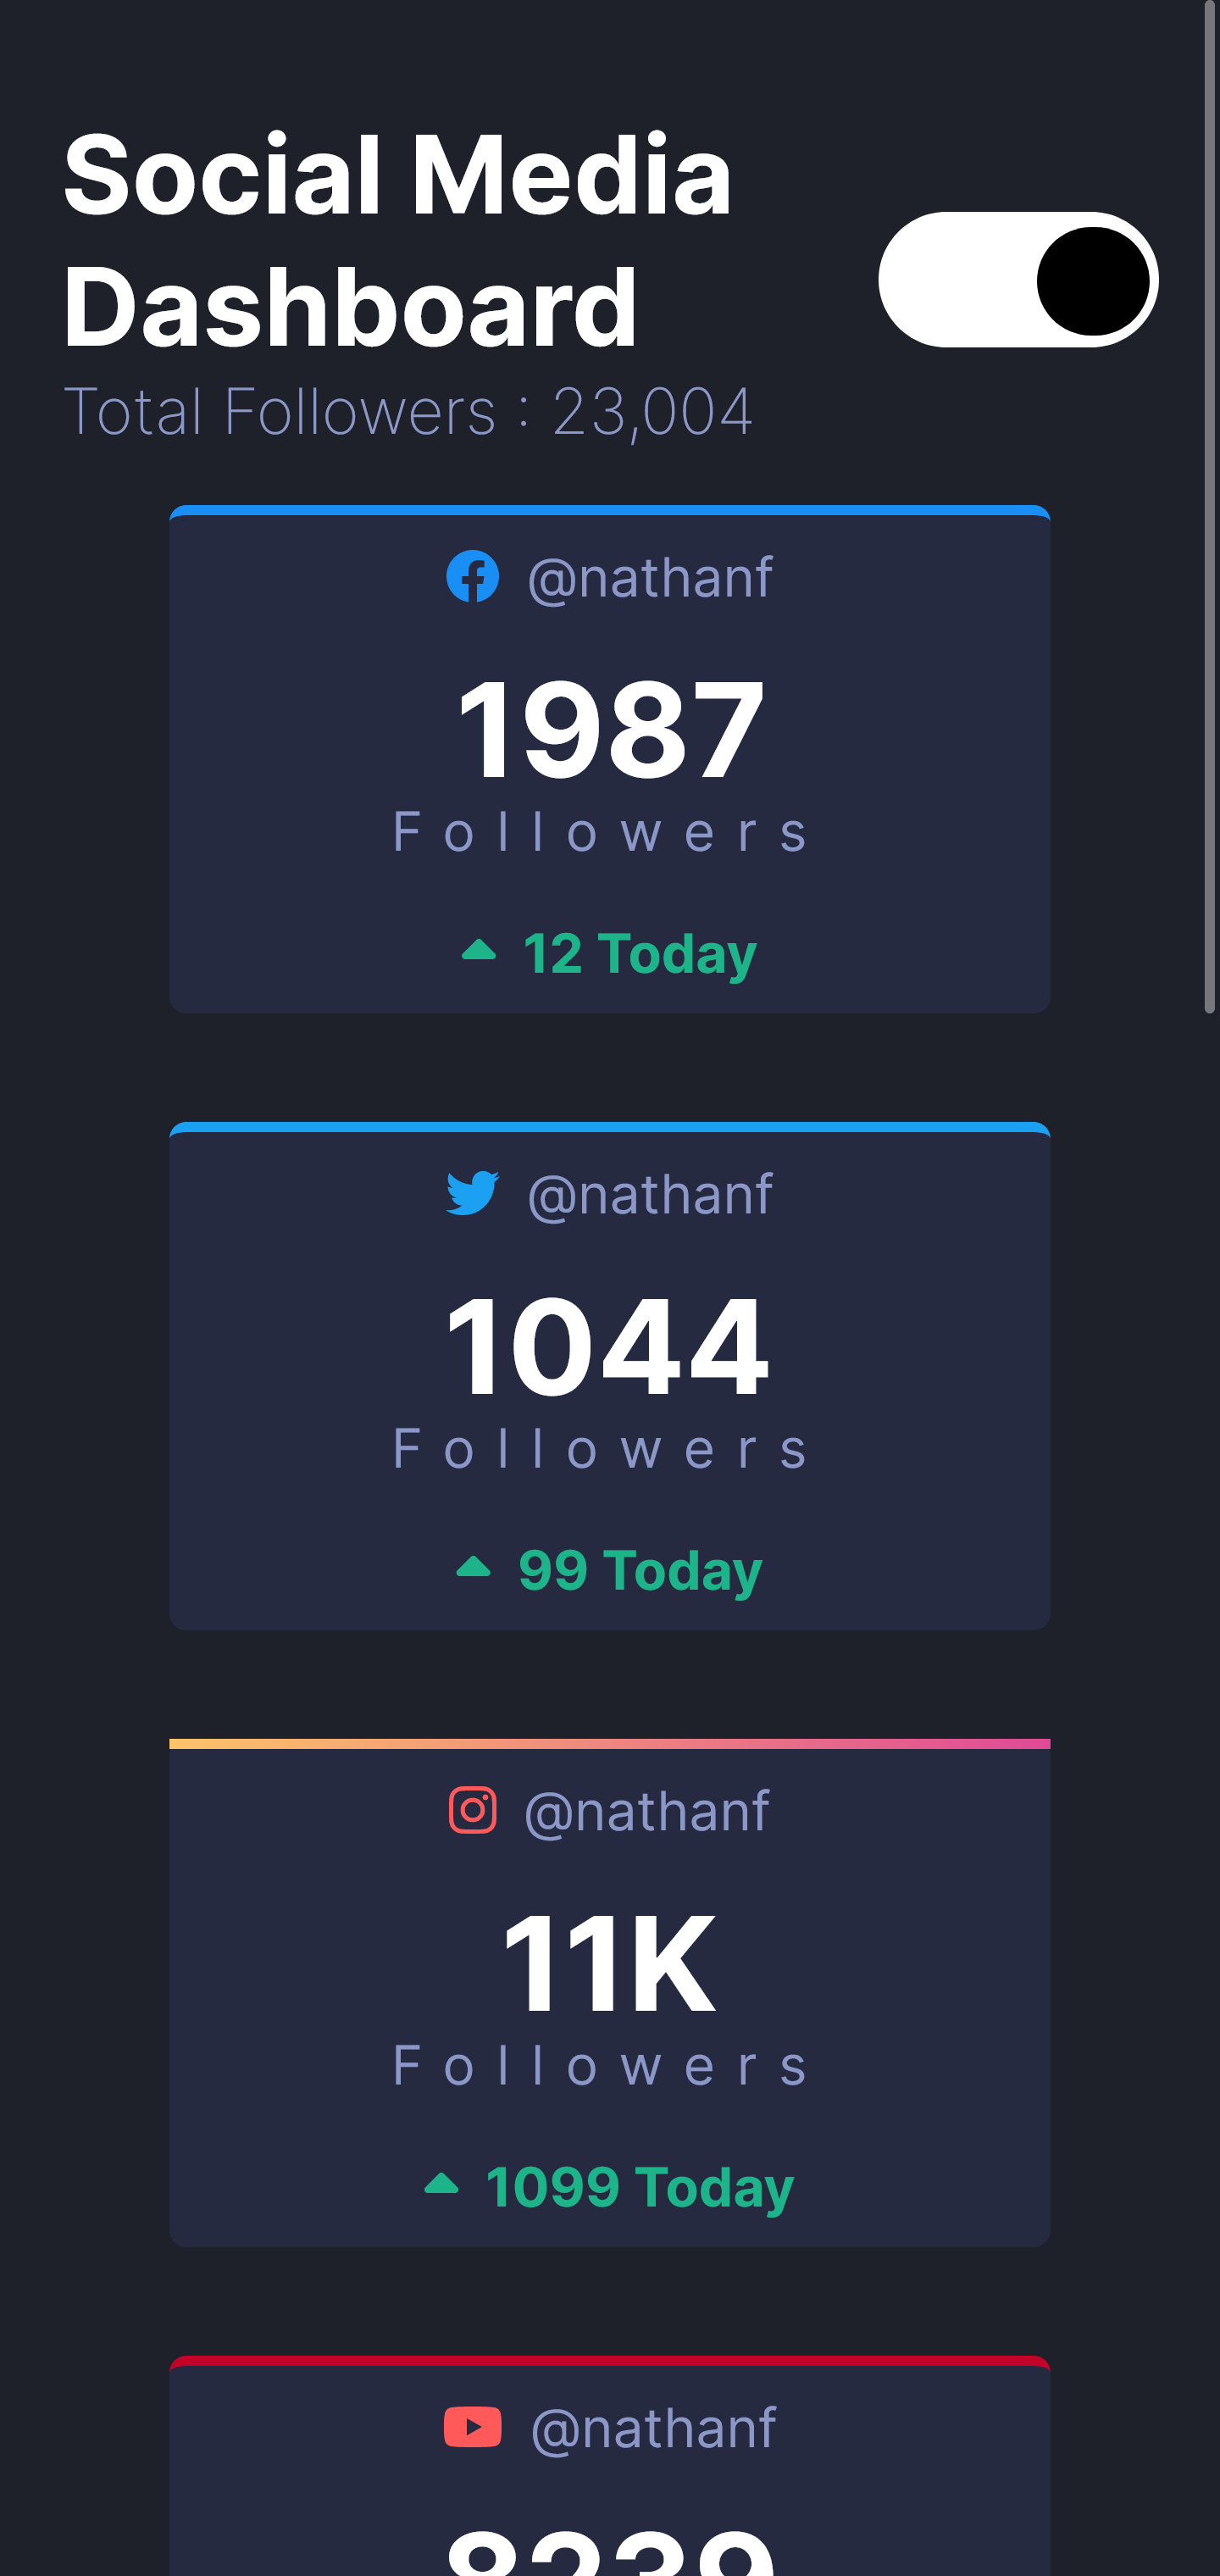 Social Media
Dashboard
Total Followers : 23,004
@nathanf
1987
Followers
12 Today
@nathanf
1044
Followers
99 Today
@nathanf
11K
Followers
1099 Today
@nathanf
8239